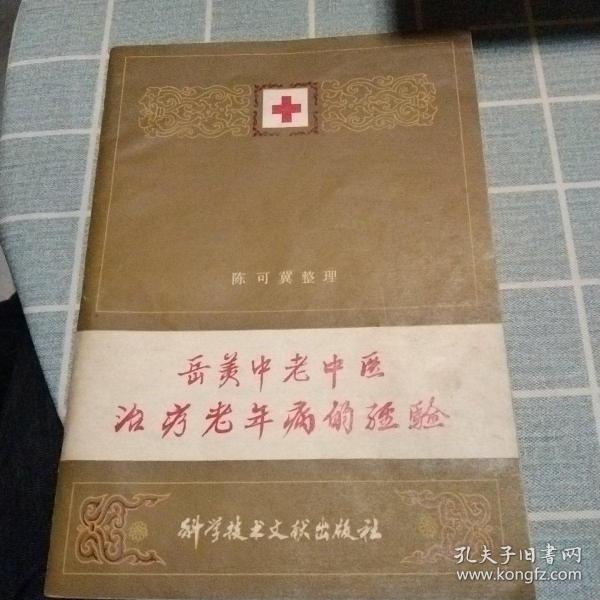 陈可冀整理
岳美中老中医
治疗老年病的经验
科学技术文献出版社
孔夫子旧书网
www.kongfz.com